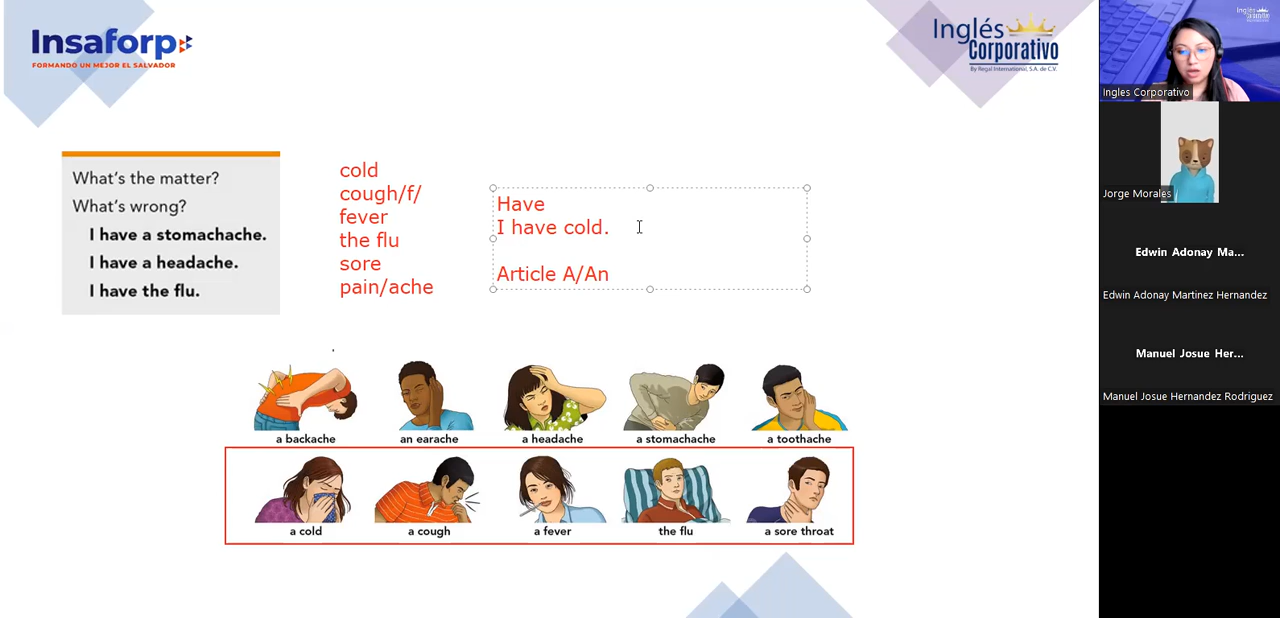 Insaforp
FORMANDO UN MEJOR EL SALVADOR
Inglés
Corporativo
By Regal International, S.A. de C.V.
What's the matter?
What's wrong?
I have a stomachache.
I have a headache.
I have the flu.
cold
cough/f/
fever
the flu
sore
pain/ache
Have
I have cold.
Article A/An
a backache
an earache
a headache
a stomachache
a toothache
a cold
a cough
a fever
the flu
a sore throat
Ingles Corporativo
Jorge Morales
Edwin Adonay Ma...
Edwin Adonay Martinez Hernandez
Manuel Josue Her...
Manuel Josue Hernandez Rodriguez